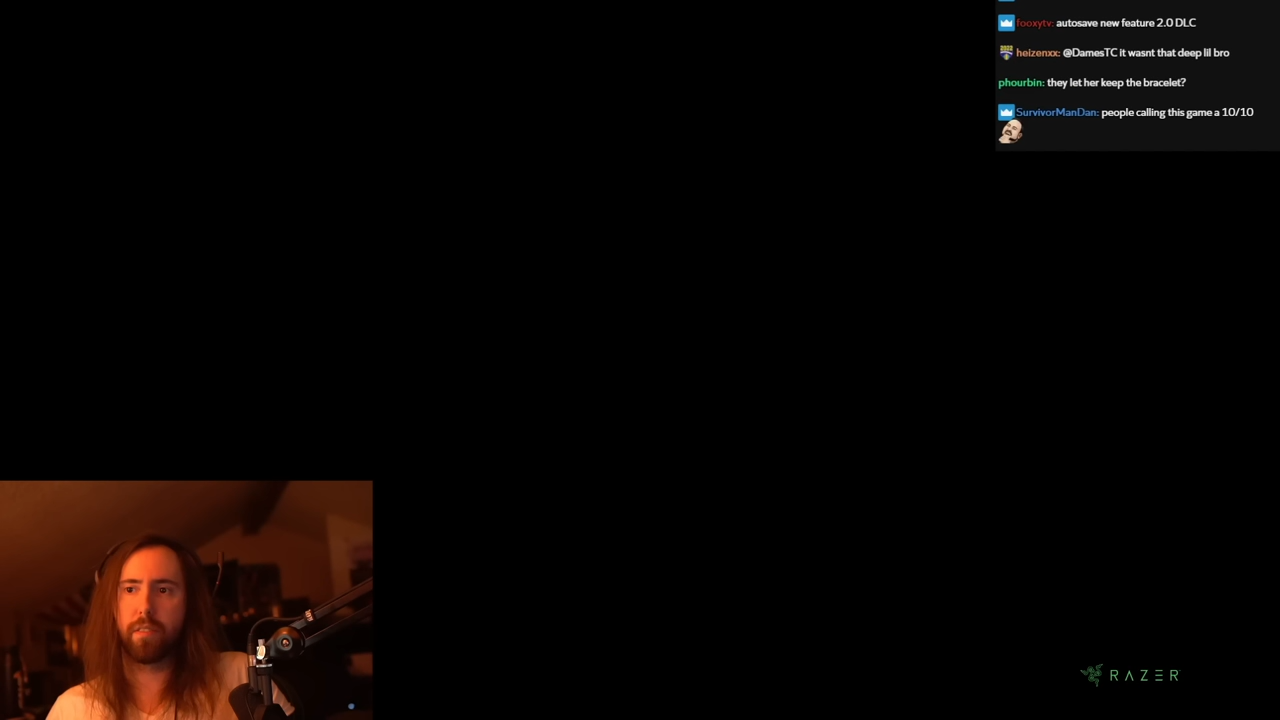 fooxytv: autosave new feature 2.0 DLC
heizenxx: @DamesTC it wasnt that deep lil bro
phourbin: they let her keep the bracelet?
SurvivorManDan: people calling this game a 10/10
RAZER